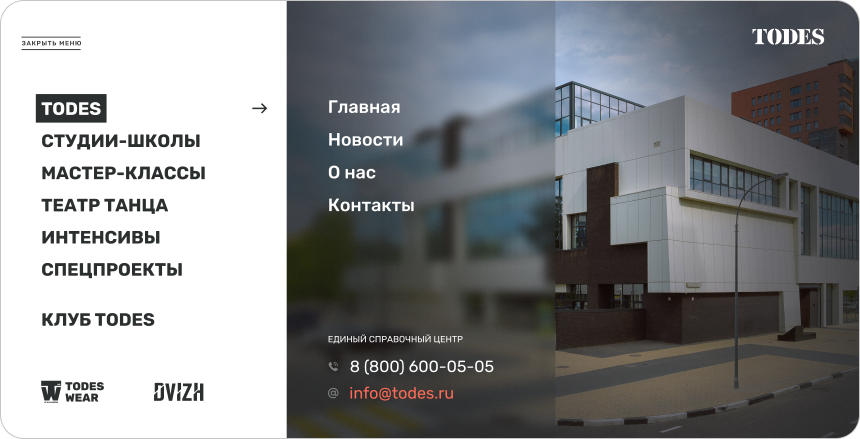 ЗАКРЫТЬ МЕНЮ
TODES
TODES
СТУДИИ-ШКОЛЫ
МАСТЕР-КЛАССЫ
ТЕАТР ТАНЦА
ИНТЕНСИВЫ
СПЕЦПРОЕКТЫ
КЛУБ TODES
TODES
WEAR
DVIZH
Главная
Новости
О нас
Контакты
ЕДИНЫЙ СПРАВОЧНЫЙ ЦЕНТР
8 (800) 600-05-05
@ info@todes.ru